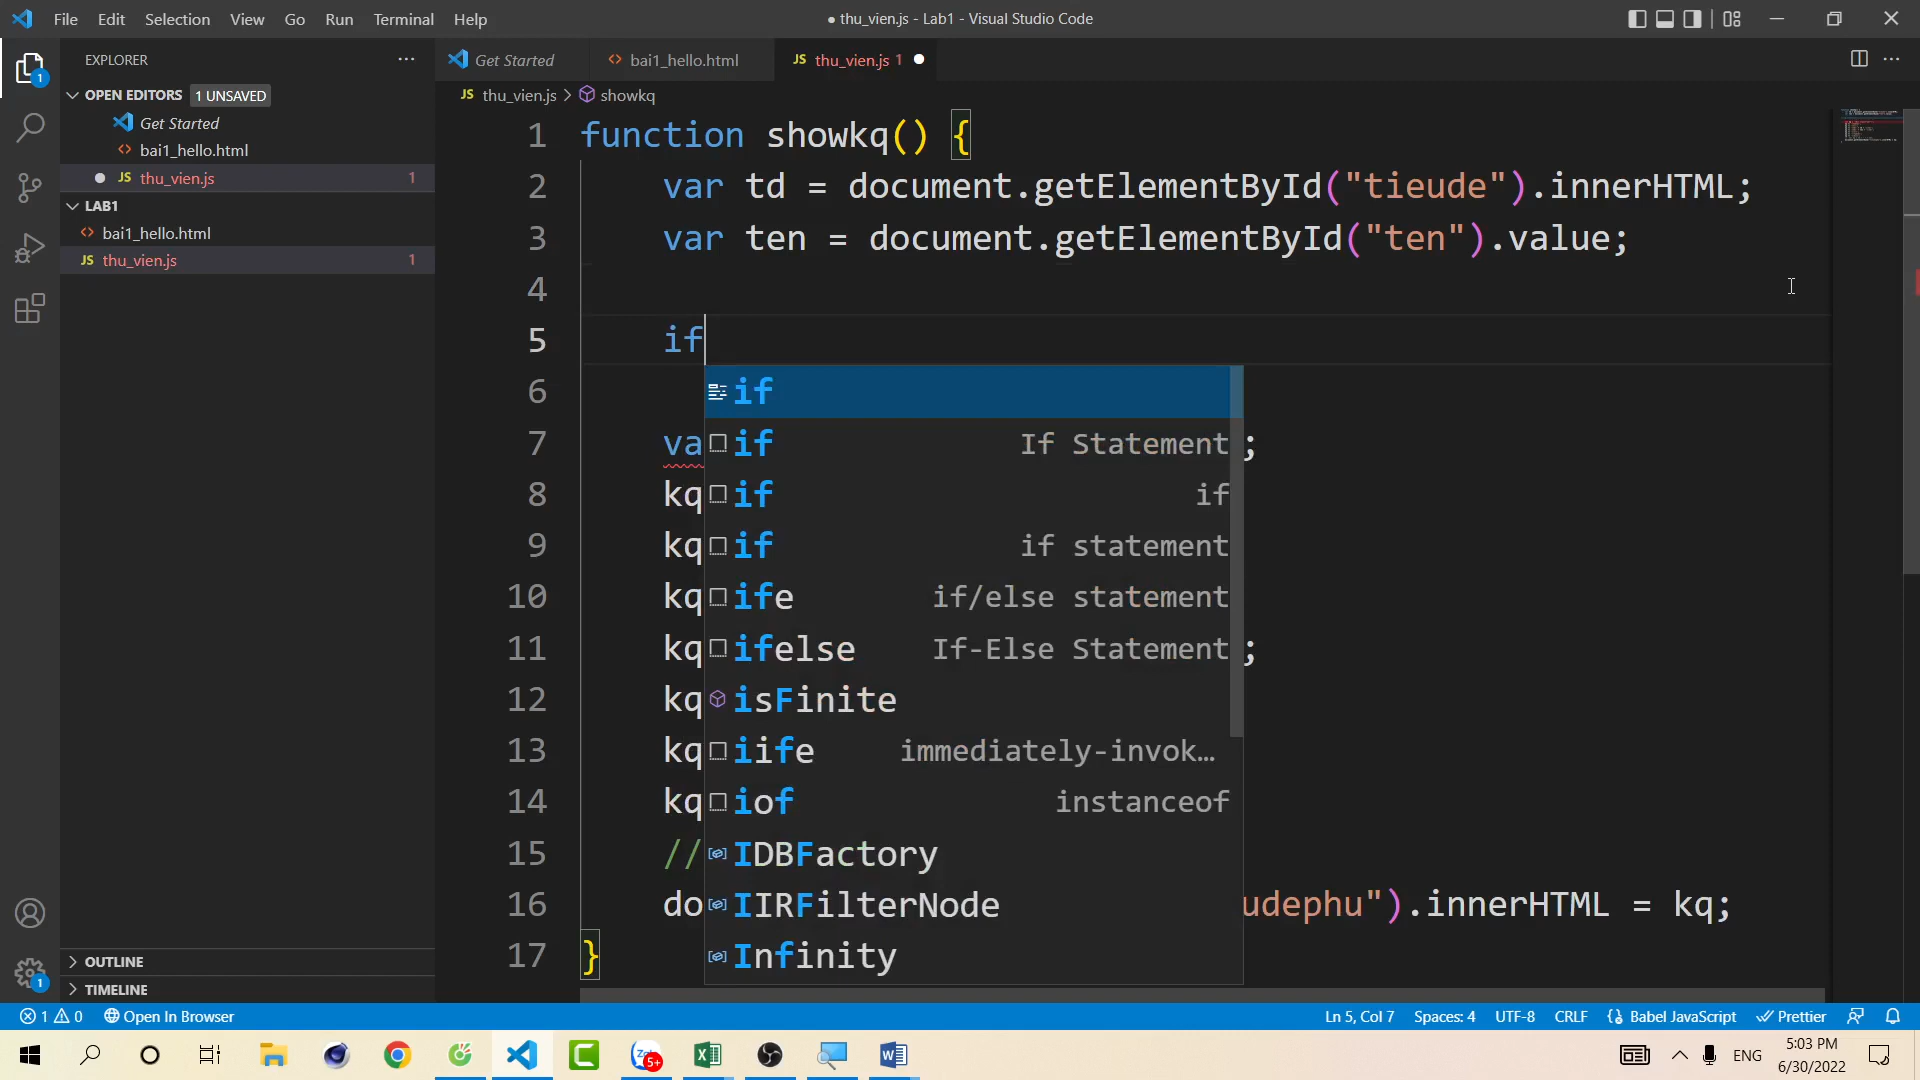 File Edit Selection View Go Run Terminal Help
● thu_vien.js - Lab1 - Visual Studio Code
EXPLORER
OPEN EDITORS 1 UNSAVED
Get Started
bai1_hello.html
JS thu_vien.js 1
LAB1
bai1_hello.html
JS thu_vien.js 1
OUTLINE
TIMELINE
1
1
Get Started
bai1_hello.html
JS thu_vien.js 1
JS thu_vien.js > showkq
1 function showkq() {
2 var td = document.getElementById("tieude").innerHTML;
3 var ten = document.getElementById("ten").value;
4
5 if
6 if
7 va if If Statement ;
8 kq if if
9 kq if if statement
10 kq ife if/else statement
11 kq ifelse If-Else Statement ;
12 kq isFinite
13 kq iife immediately-invok…
14 kq iof instanceof
15 // IDBFactory
16 do IIRFilterNode udephu").innerHTML = kq;
17 } Infinity
1 0 Open In Browser
Ln 5, Col 7 Spaces: 4 UTF-8 CRLF Babel JavaScript Prettier
5+
ENG
5:03 PM
6/30/2022